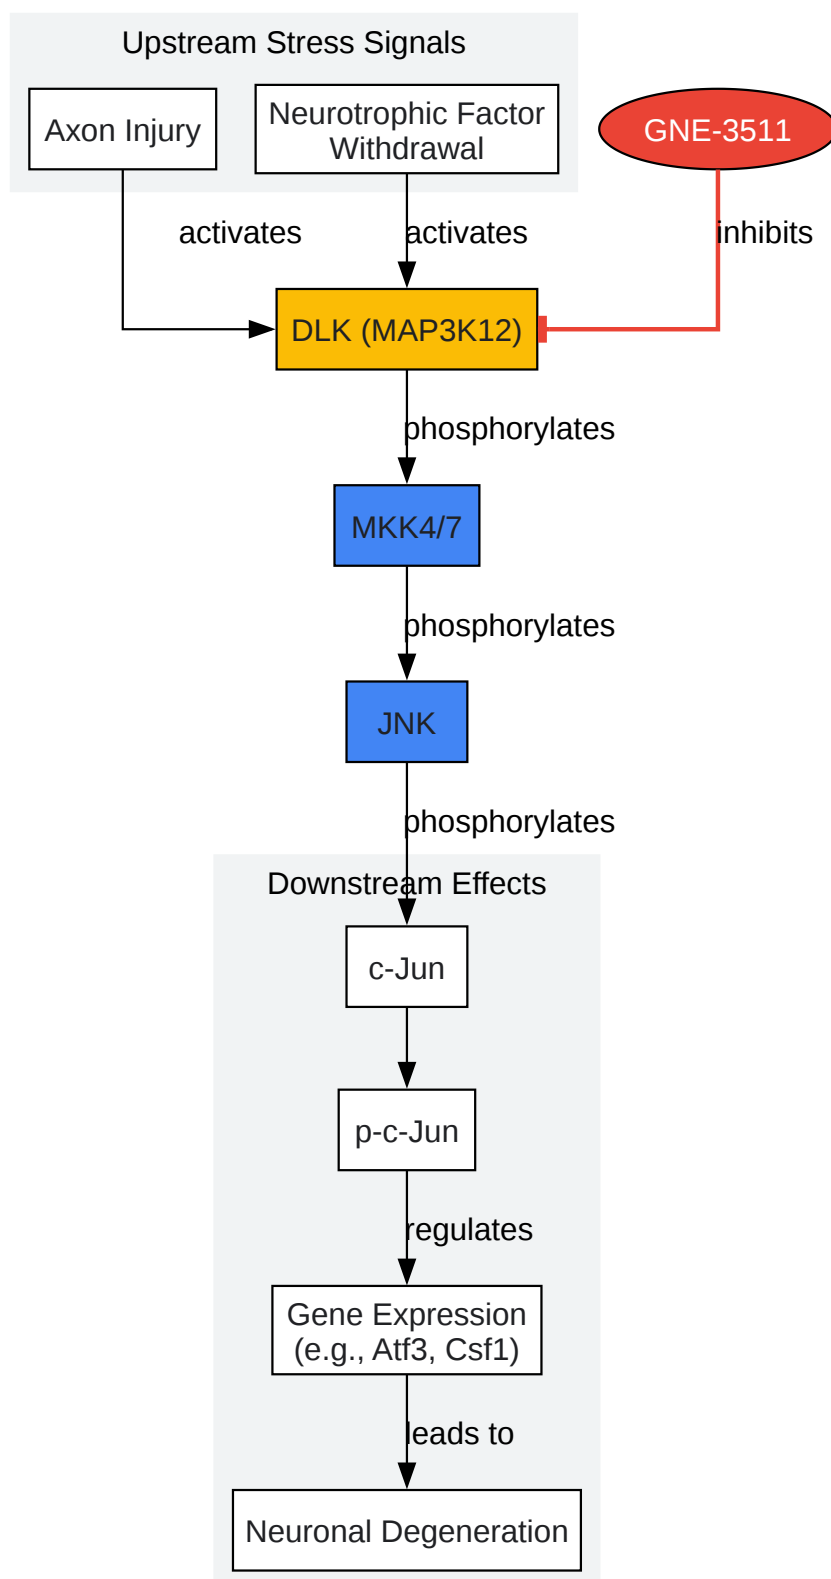 Upstream Stress Signals
Axon Injury
Neurotrophic Factor
Withdrawal
GNE-3511
activates
activates
inhibits
DLK (MAP3K12)
phosphorylates
MKK4/7
phosphorylates
JNK
phosphorylates
Downstream Effects
c-Jun
p-c-Jun
regulates
Gene Expression
(e.g., Atf3, Csf1)
leads to
Neuronal Degeneration